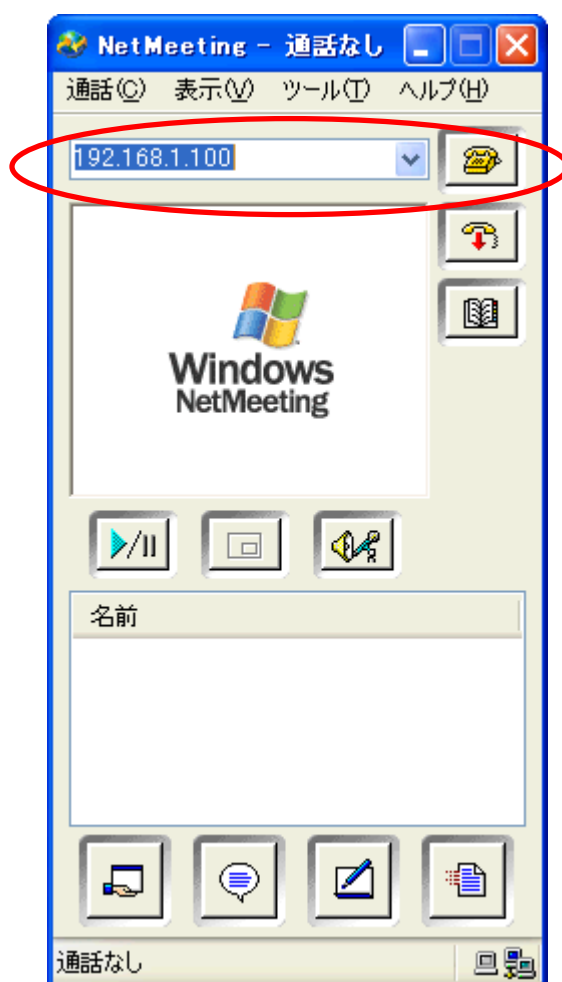 NetMeeting - 通話なし
通話(C) 表示(V) ツール(T) ヘルプ(H)
192.168.1.100
Windows
NetMeeting
名前
通話なし